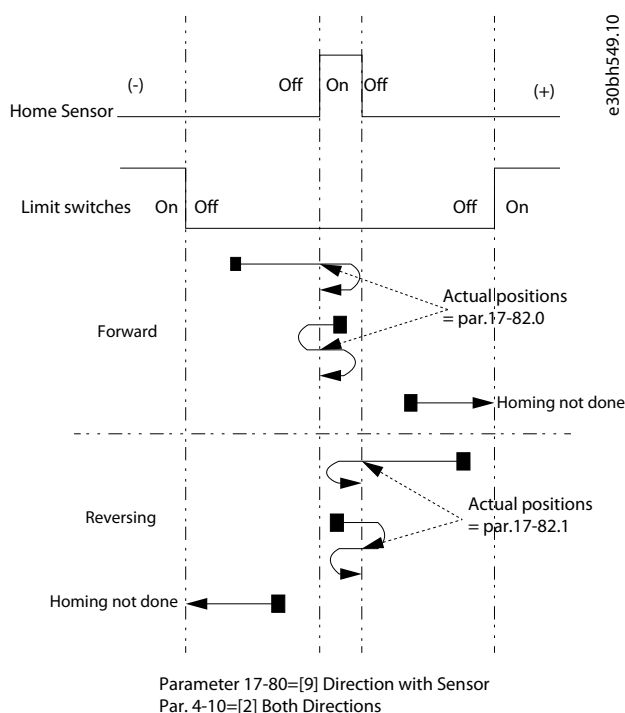 e30bh549.10
(-) Off On Off (+)
Home Sensor
Limit switches On Off Off On
Actual positions
= par.17-82.0
Forward
Homing not done
Actual positions
= par.17-82.1
Reversing
Homing not done
Parameter 17-80=[9] Direction with Sensor
Par. 4-10=[2] Both Directions